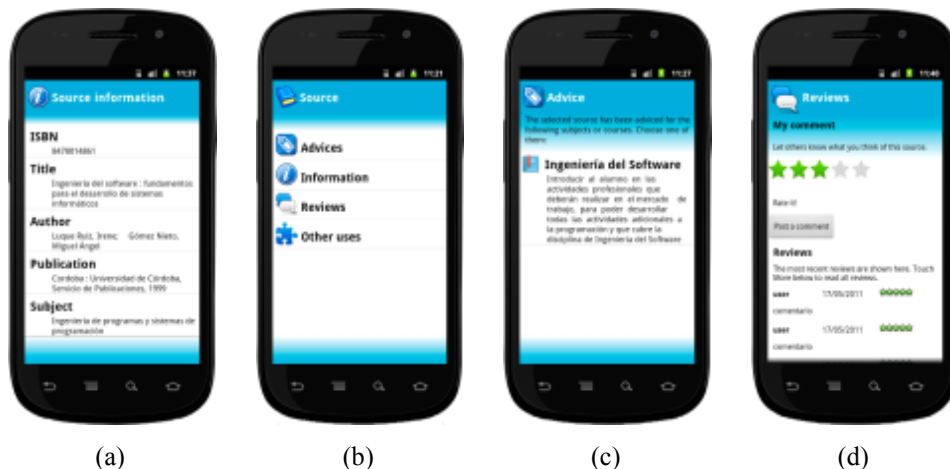 11:37
Source information
ISBN
8478014861
Title
Ingeniería del software : fundamentos
para el desarrollo de sistemas
informáticos
Author
Luque Ruiz, Irene; Gómez Nieto,
Miguel Ángel
Publication
Cordoba : Universidad de Córdoba,
Servicio de Publicaciones, 1999
Subject
Ingeniería de programas y sistemas de
programación
(a)
11:21
Source
Advices
Information
Reviews
Other uses
(b)
11:27
Advice
The selected source has been adviced for the
following subjects or courses. Choose one of
them:
Ingeniería del Software
Introducir al alumno en las
actividades profesionales que
deberán realizar en el mercado de
trabajo, para poder desarrollar
todas las actividades adicionales a
la programación y que cubre la
disciplina de Ingeniería del Software
(c)
11:40
Reviews
My comment
Let others know what you think of this source.
Rate it!
Post a comment
Reviews
The most recent reviews are shown here. Touch
More below to read all reviews.
user 17/05/2011
comentario
user 17/05/2011
comentario
(d)